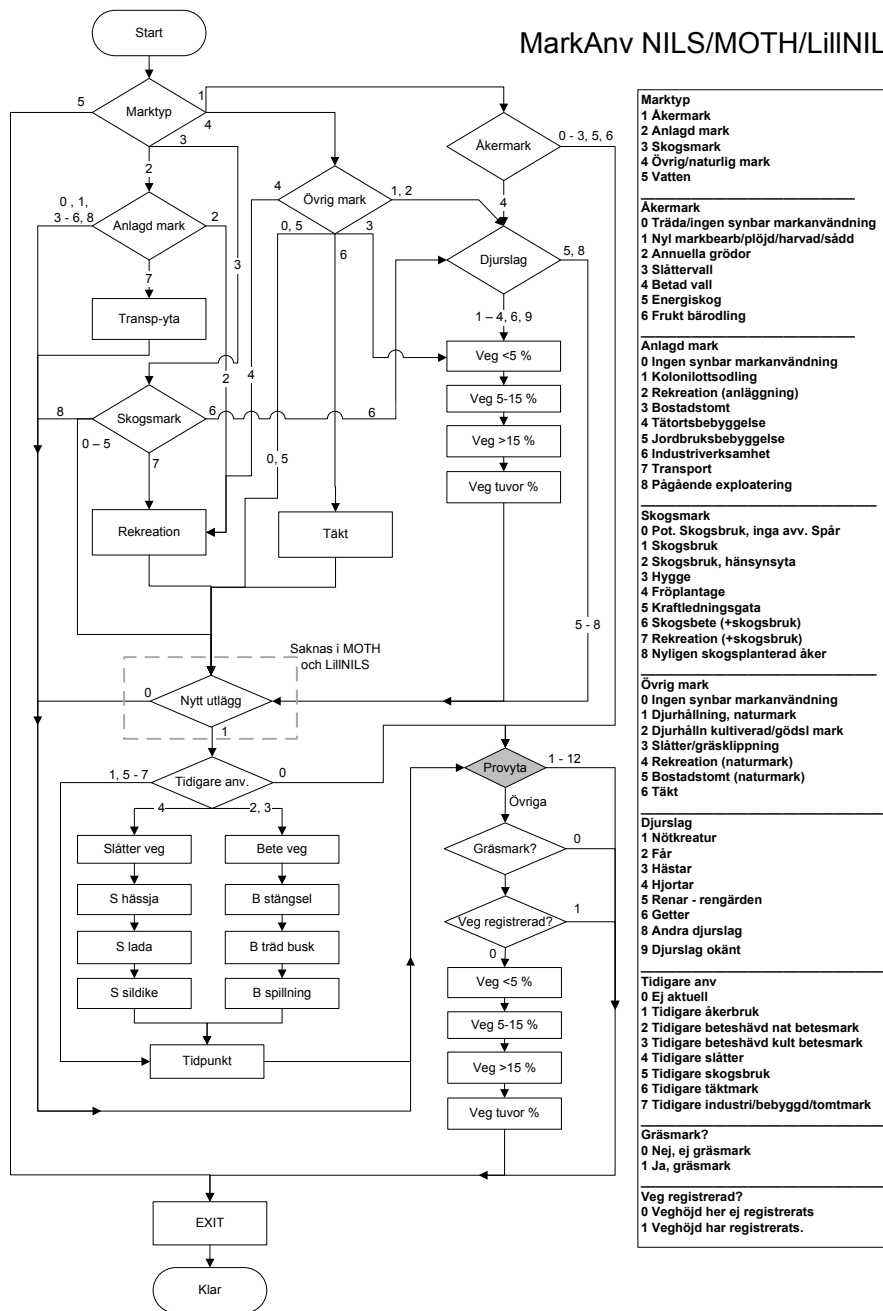 MarkAnv NILS/MOTH/LillNIL
Start
Marktyp
5
1
4
3
2
Åkermark
0 - 3, 5, 6
4
Övrig mark
4
1, 2
0, 5
3
6
0, 1,
3 - 6, 8
Anlagd mark
2
7
Transp-yta
3
Djurslag
5, 8
1 – 4, 6, 9
Veg <5 %
Veg 5-15 %
Veg >15 %
Veg tuvor %
2
4
8
Skogsmark
6
6
0 – 5
7
0, 5
Rekreation
Täkt
5 - 8
Saknas i MOTH
och LillNILS
0
Nytt utlägg
1
1, 5 - 7
Tidigare anv.
0
Provyta
1 - 12
Övriga
4
2, 3
Slåtter veg
Bete veg
S hässja
B stängsel
S lada
B träd busk
S sildike
B spillning
Tidpunkt
Gräsmark?
0
Veg registrerad?
1
0
Veg <5 %
Veg 5-15 %
Veg >15 %
Veg tuvor %
EXIT
Klar
Marktyp
1 Åkermark
2 Anlagd mark
3 Skogsmark
4 Övrig/naturlig mark
5 Vatten
Åkermark
0 Träda/ingen synbar markanvändning
1 Nyl markbearb/plöjd/harvad/sådd
2 Annuella grödor
3 Slåttervall
4 Betad vall
5 Energiskog
6 Frukt bärodling
Anlagd mark
0 Ingen synbar markanvändning
1 Kolonilottsodling
2 Rekreation (anläggning)
3 Bostadstomt
4 Tätortsbebyggelse
5 Jordbruksbebyggelse
6 Industriverksamhet
7 Transport
8 Pågående exploatering
Skogsmark
0 Pot. Skogsbruk, inga avv. Spår
1 Skogsbruk
2 Skogsbruk, hänsynsyta
3 Hygge
4 Fröplantage
5 Kraftledningsgata
6 Skogsbete (+skogsbruk)
7 Rekreation (+skogsbruk)
8 Nyligen skogsplanterad åker
Övrig mark
0 Ingen synbar markanvändning
1 Djurhållning, naturmark
2 Djurhålln kultiverad/gödsl mark
3 Slåtter/gräsklippning
4 Rekreation (naturmark)
5 Bostadstomt (naturmark)
6 Täkt
Djurslag
1 Nötkreatur
2 Får
3 Hästar
4 Hjortar
5 Renar - rengärden
6 Getter
8 Andra djurslag
9 Djurslag okänt
Tidigare anv
0 Ej aktuell
1 Tidigare åkerbruk
2 Tidigare beteshävd nat betesmark
3 Tidigare beteshävd kult betesmark
4 Tidigare slåtter
5 Tidigare skogsbruk
6 Tidigare täktmark
7 Tidigare industri/bebyggd/tomtmark
Gräsmark?
0 Nej, ej gräsmark
1 Ja, gräsmark
Veg registrerad?
0 Veghöjd her ej registrerats
1 Veghöjd har registrerats.